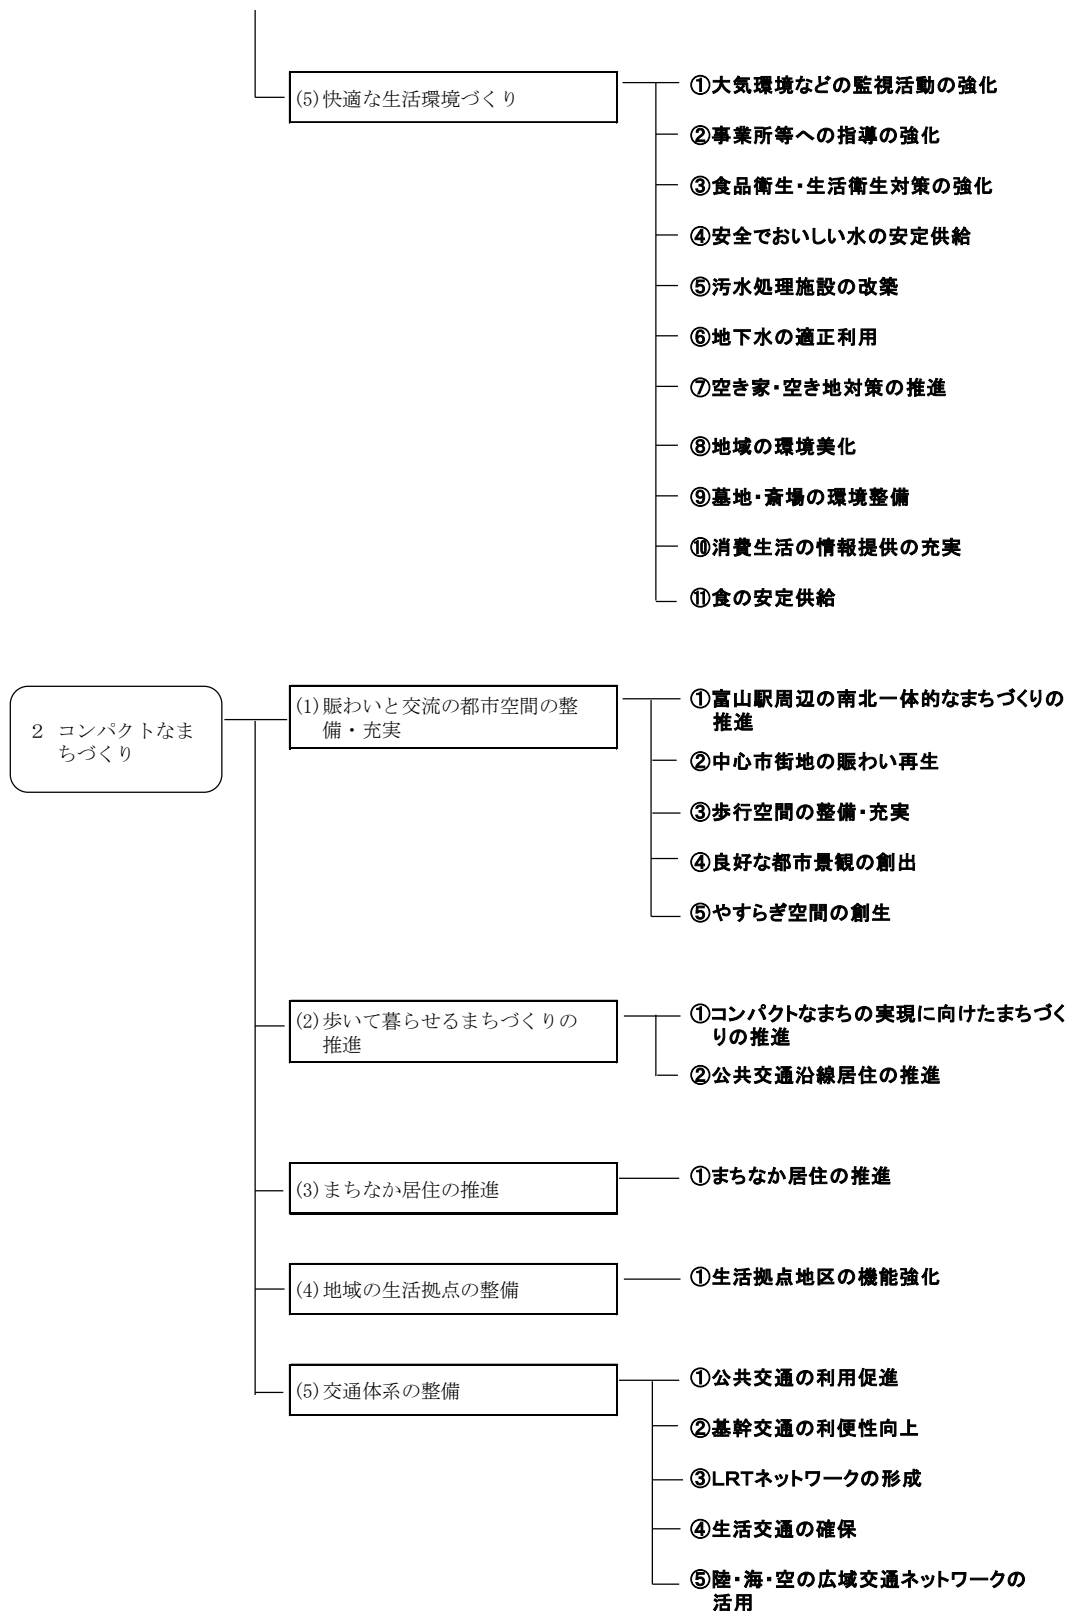 (5)快適な生活環境づくり
①大気環境などの監視活動の強化
②事業所等への指導の強化
③食品衛生・生活衛生対策の強化
④安全でおいしい水の安定供給
⑤汚水処理施設の改築
⑥地下水の適正利用
⑦空き家・空き地対策の推進
⑧地域の環境美化
⑨墓地・斎場の環境整備
⑩消費生活の情報提供の充実
⑪食の安定供給
2 コンパクトなま
ちづくり
(1)賑わいと交流の都市空間の整
備・充実
①富山駅周辺の南北一体的なまちづくりの
推進
②中心市街地の賑わい再生
③歩行空間の整備・充実
④良好な都市景観の創出
⑤やすらぎ空間の創生
(2)歩いて暮らせるまちづくりの
推進
①コンパクトなまちの実現に向けたまちづく
りの推進
②公共交通沿線居住の推進
(3)まちなか居住の推進
①まちなか居住の推進
(4)地域の生活拠点の整備
①生活拠点地区の機能強化
(5)交通体系の整備
①公共交通の利用促進
②基幹交通の利便性向上
③LRTネットワークの形成
④生活交通の確保
⑤陸・海・空の広域交通ネットワークの
活用